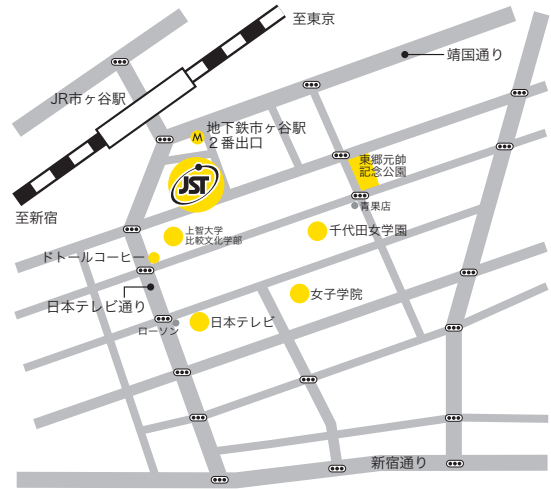 至東京
靖国通り
JR市ヶ谷駅
地下鉄市ヶ谷駅
２番出口
M
東郷元帥
記念公園
JST
青果店
至新宿
上智大学
比較文化学部
千代田女学園
ドトールコーヒー
日本テレビ通り
女子学院
ローソン
日本テレビ
新宿通り